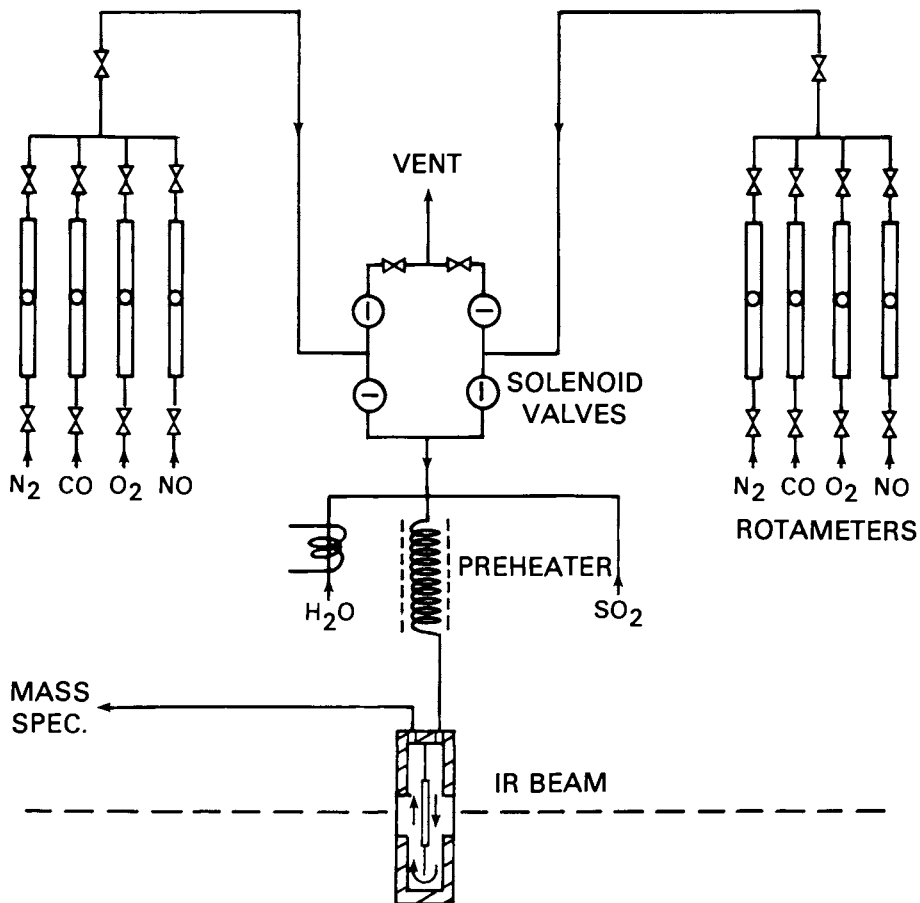 VENT
SOLENOID
VALVES
N₂ CO O₂ NO
N₂ CO O₂ NO
ROTAMETERS
PREHEATER
H₂O
SO₂
MASS
SPEC.
IR BEAM